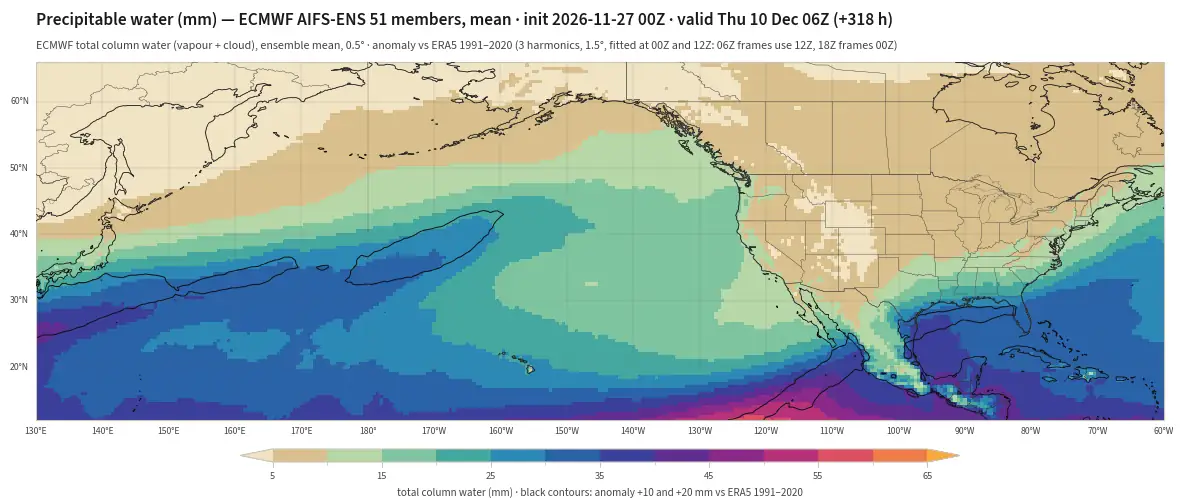 Precipitable water (mm) — ECMWF AIFS-ENS 51 members, mean · init 2026-11-27 00Z · valid Thu 10 Dec 06Z (+318 h)
ECMWF total column water (vapour + cloud), ensemble mean, 0.5° · anomaly vs ERA5 1991–2020 (3 harmonics, 1.5°, fitted at 00Z and 12Z: 06Z frames use 12Z, 18Z frames 00Z)
60°N
50°N
40°N
30°N
20°N
130°E 140°E 150°E 160°E 170°E 180° 170°W 160°W 150°W 140°W 130°W 120°W 110°W 100°W 90°W 80°W 70°W 60°W
5 15 25 35 45 55 65
total column water (mm) · black contours: anomaly +10 and +20 mm vs ERA5 1991–2020